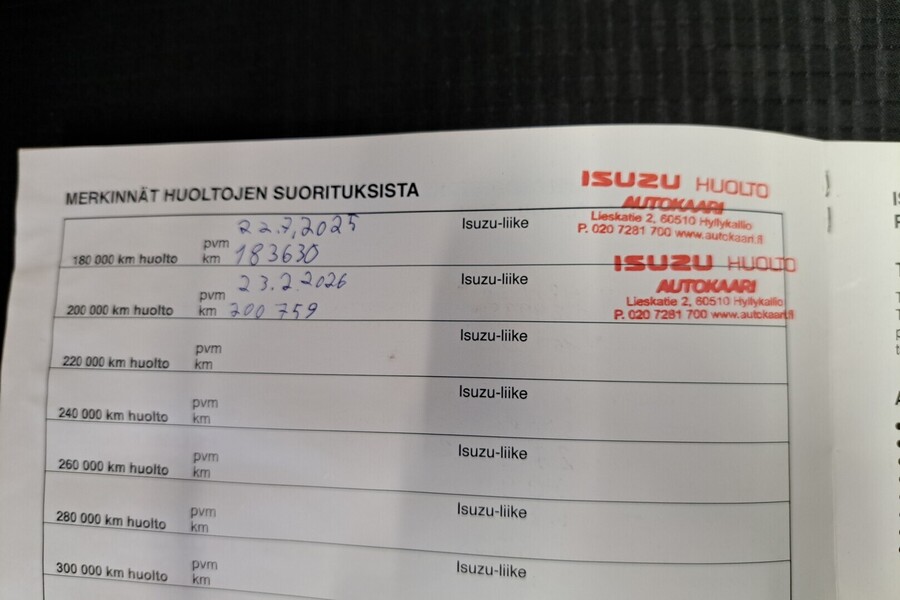 MERKINNÄT HUOLTOJEN SUORITUKSISTA
ISUZU HUOLTO
AUTOKAARI
Lieskatie 2, 60510 Hyllykallio
P. 020 7281 700 www.autokaari.fi
180 000 km huolto
pvm 22.7.2025
km 183630
Isuzu-liike
ISUZU HUOLTO
AUTOKAARI
Lieskatie 2, 60510 Hyllykallio
P. 020 7281 700 www.autokaari.fi
200 000 km huolto
pvm 23.2.2026
km 200 759
Isuzu-liike
220 000 km huolto
pvm
km
Isuzu-liike
240 000 km huolto
pvm
km
Isuzu-liike
260 000 km huolto
pvm
km
Isuzu-liike
280 000 km huolto
pvm
km
Isuzu-liike
300 000 km huolto
pvm
km
Isuzu-liike